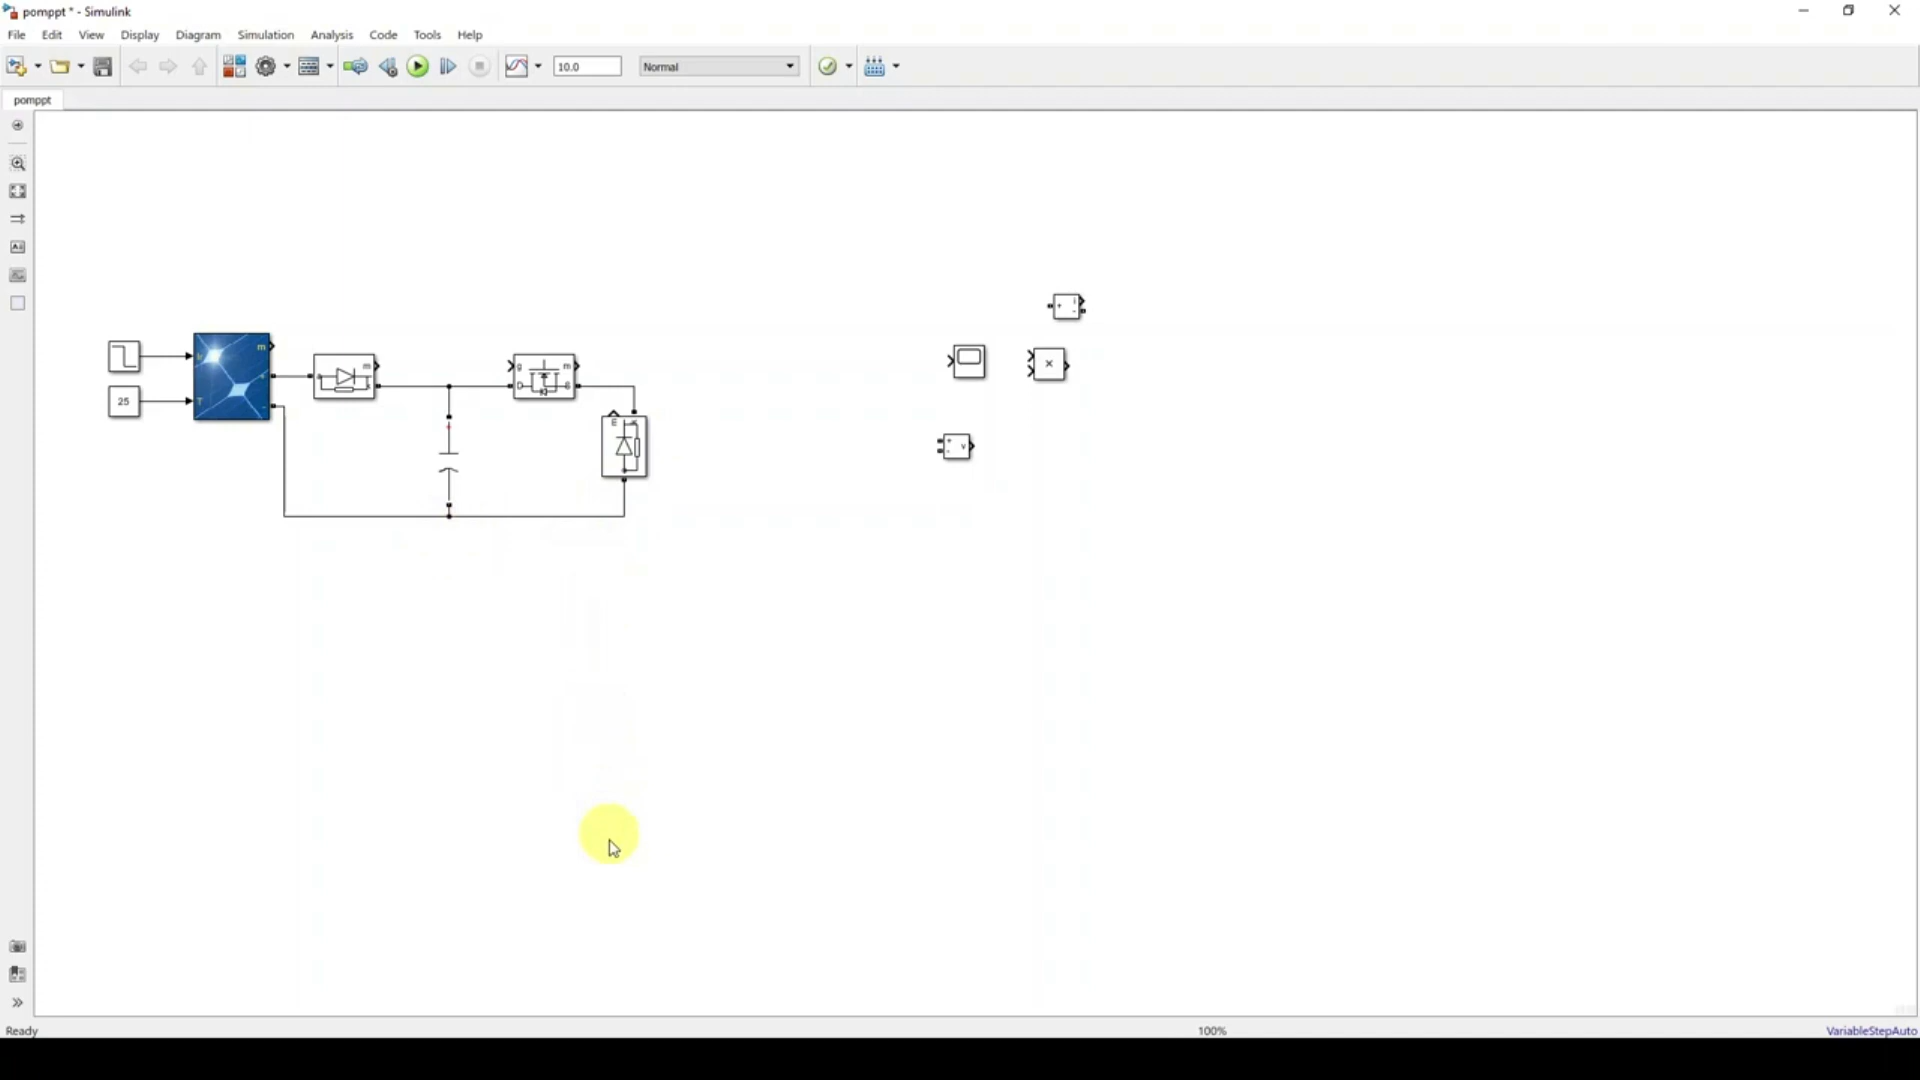 pomppt * - Simulink
File Edit View Display Diagram Simulation Analysis Code Tools Help
10.0 Normal
pomppt
i
+
-
m
Ir
m
g m
×
+
D S
25
T
-
m
+
v
-
Ready 100% VariableStepAuto